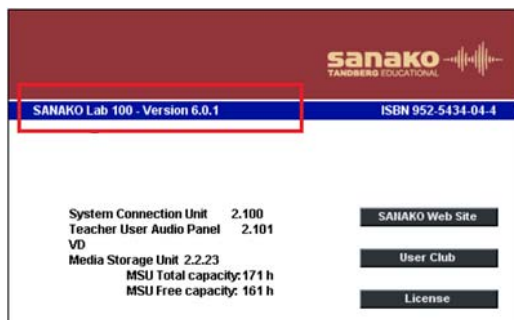 sanako
TANDBERG EDUCATIONAL
SANAKO Lab 100 - Version 6.0.1
ISBN 952-5434-04-4
System Connection Unit 2.100
Teacher User Audio Panel 2.101
VD
Media Storage Unit 2.2.23
MSU Total capacity: 171 h
MSU Free capacity: 161 h
SANAKO Web Site
User Club
License